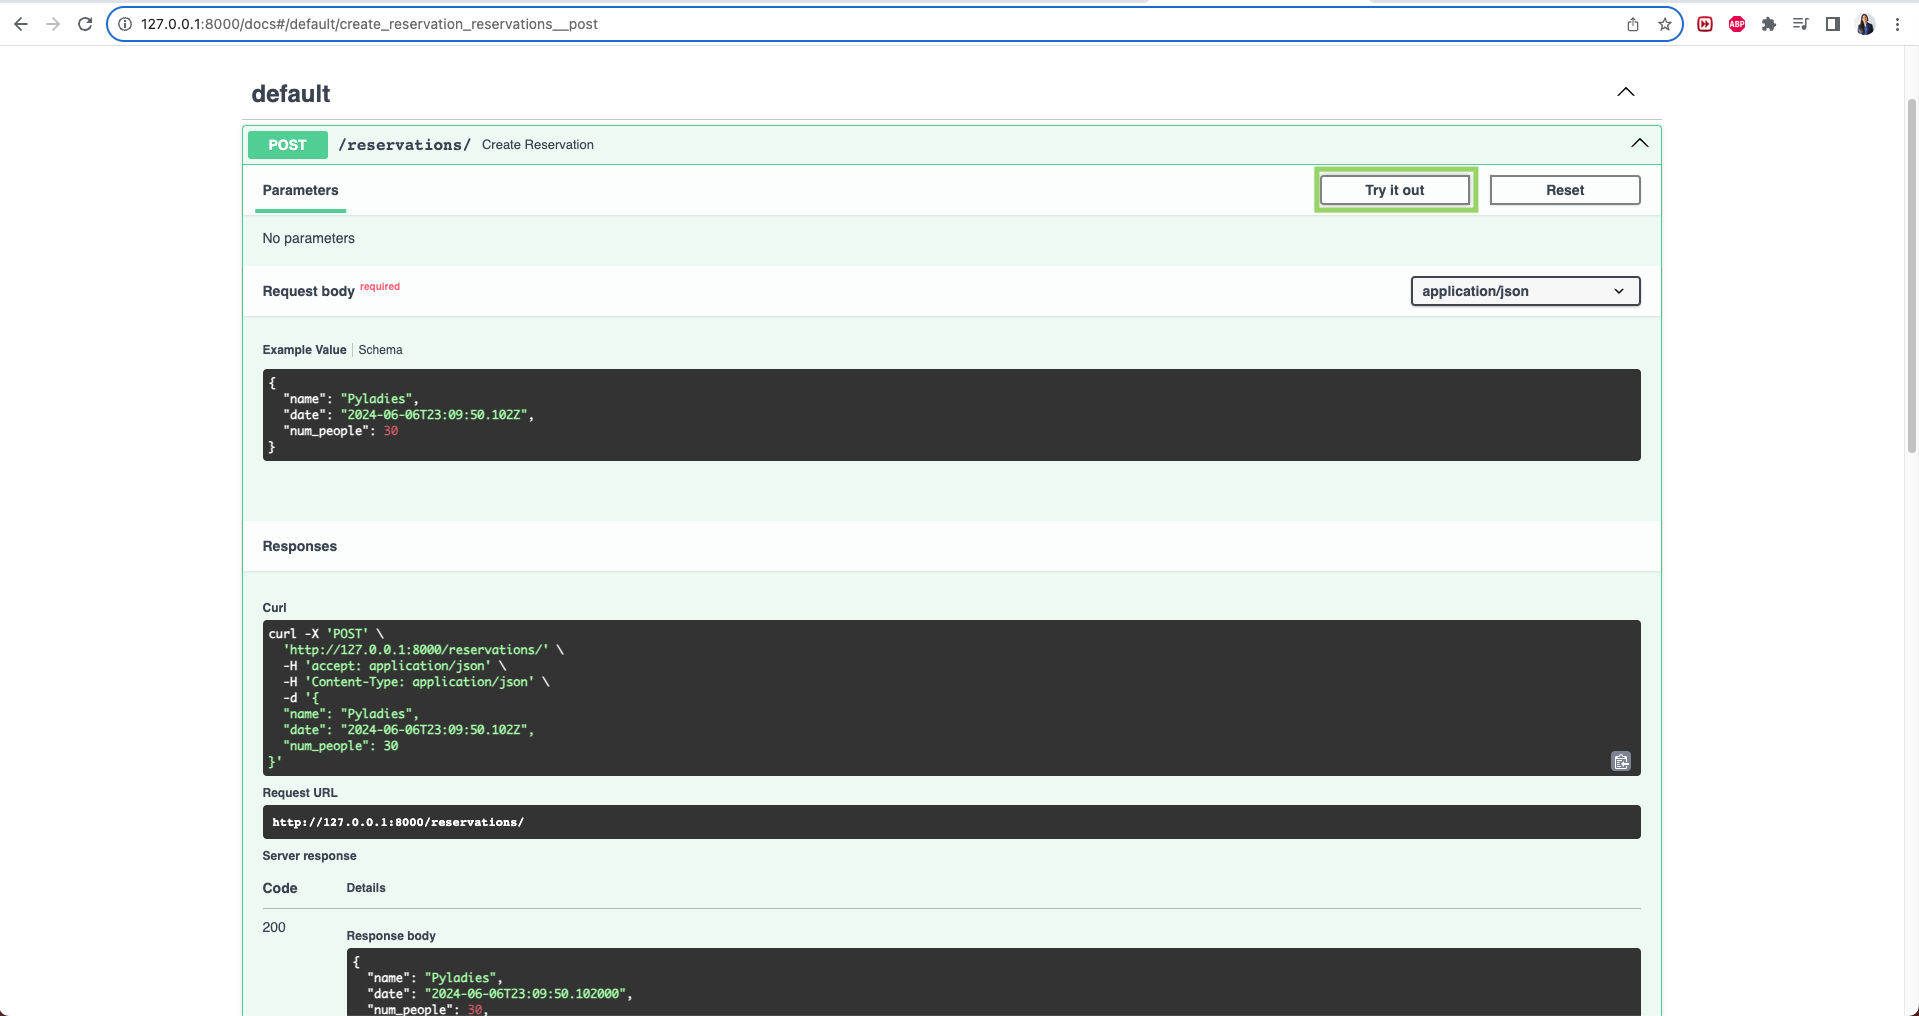 127.0.0.1:8000/docs#/default/create_reservation_reservations__post
ABP
default
POST /reservations/ Create Reservation
Parameters Try it out Reset
No parameters
Request body required application/json
Example Value Schema
{
"name": "Pyladies",
"date": "2024-06-06T23:09:50.102Z",
"num_people": 30
}
Responses
Curl
curl -X 'POST' \
'http://127.0.0.1:8000/reservations/' \
-H 'accept: application/json' \
-H 'Content-Type: application/json' \
-d '{
"name": "Pyladies",
"date": "2024-06-06T23:09:50.102Z",
"num_people": 30
}'
Request URL
http://127.0.0.1:8000/reservations/
Server response
Code Details
200
Response body
{
"name": "Pyladies",
"date": "2024-06-06T23:09:50.102000",
"num_people": 30,